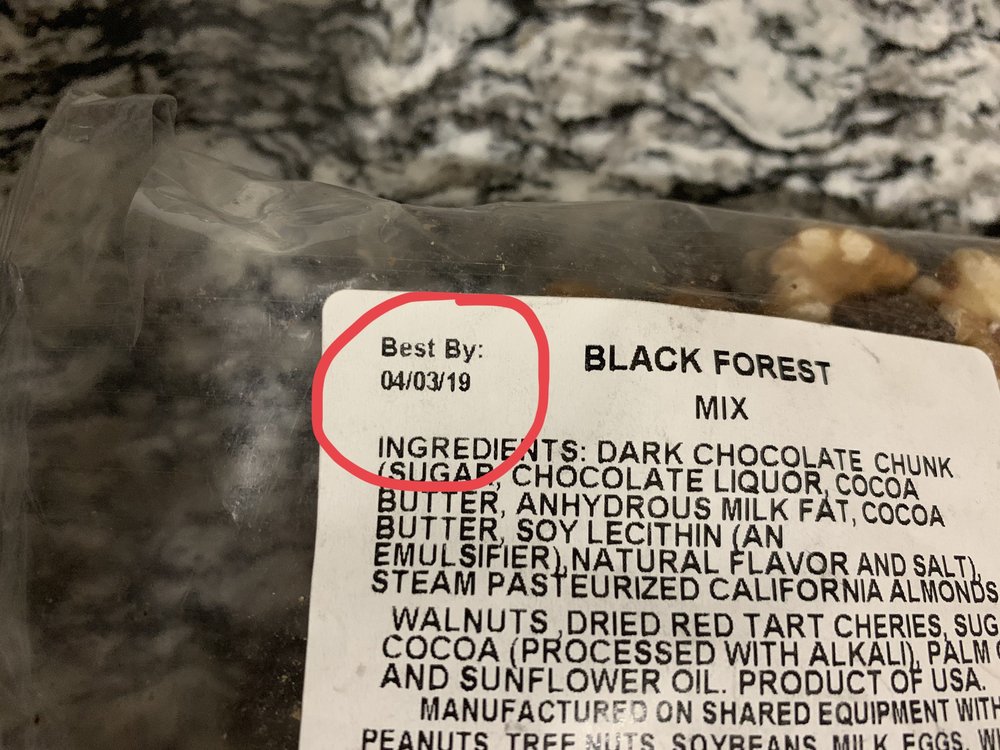 Best By:
04/03/19
BLACK FOREST
MIX
INGREDIENTS: DARK CHOCOLATE CHUNK
(SUGAR, CHOCOLATE LIQUOR, COCOA
BUTTER, ANHYDROUS MILK FAT, COCOA
BUTTER, SOY LECITHIN (AN
EMULSIFIER), NATURAL FLAVOR AND SALT),
STEAM PASTEURIZED CALIFORNIA ALMONDS
WALNUTS ,DRIED RED TART CHERIES, SUG
COCOA (PROCESSED WITH ALKALI), PALM
AND SUNFLOWER OIL. PRODUCT OF USA.
MANUFACTURED ON SHARED EQUIPMENT WITH
PEANUTS, TREE NUTS, SOYBEANS, MILK, EGGS,